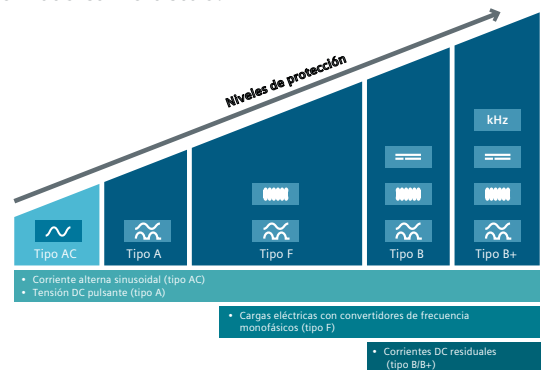 Niveles de protección
kHz
Tipo AC
Tipo A
Tipo F
Tipo B
Tipo B+
• Corriente alterna sinusoidal (tipo AC)
• Tensión DC pulsante (tipo A)
• Cargas eléctricas con convertidores de frecuencia
monofásicos (tipo F)
• Corrientes DC residuales
(tipo B/B+)